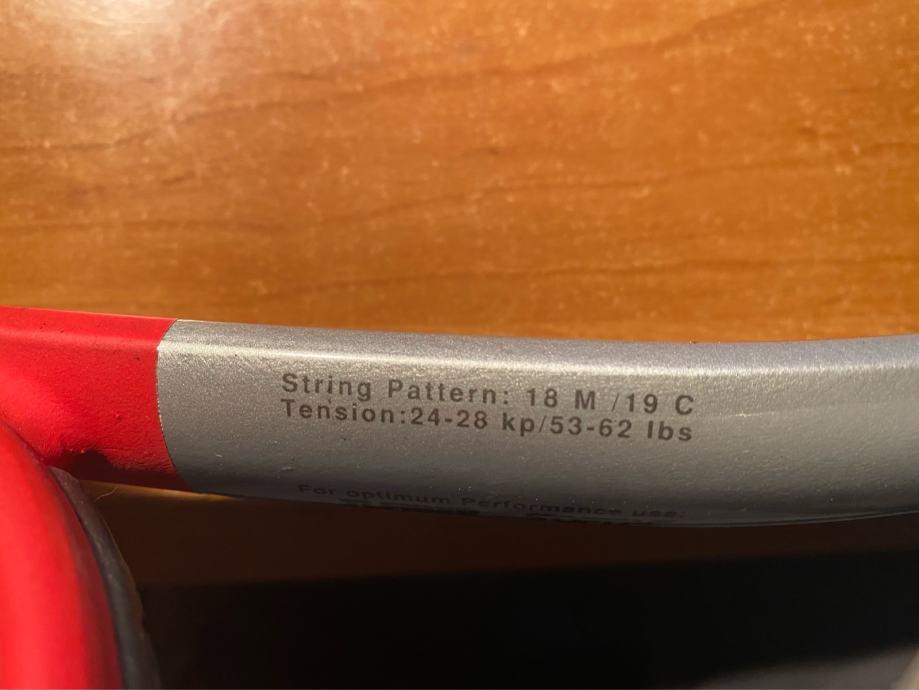 String Pattern: 18 M /19 C
Tension:24-28 kp/53-62 lbs
For optimum Performance use: